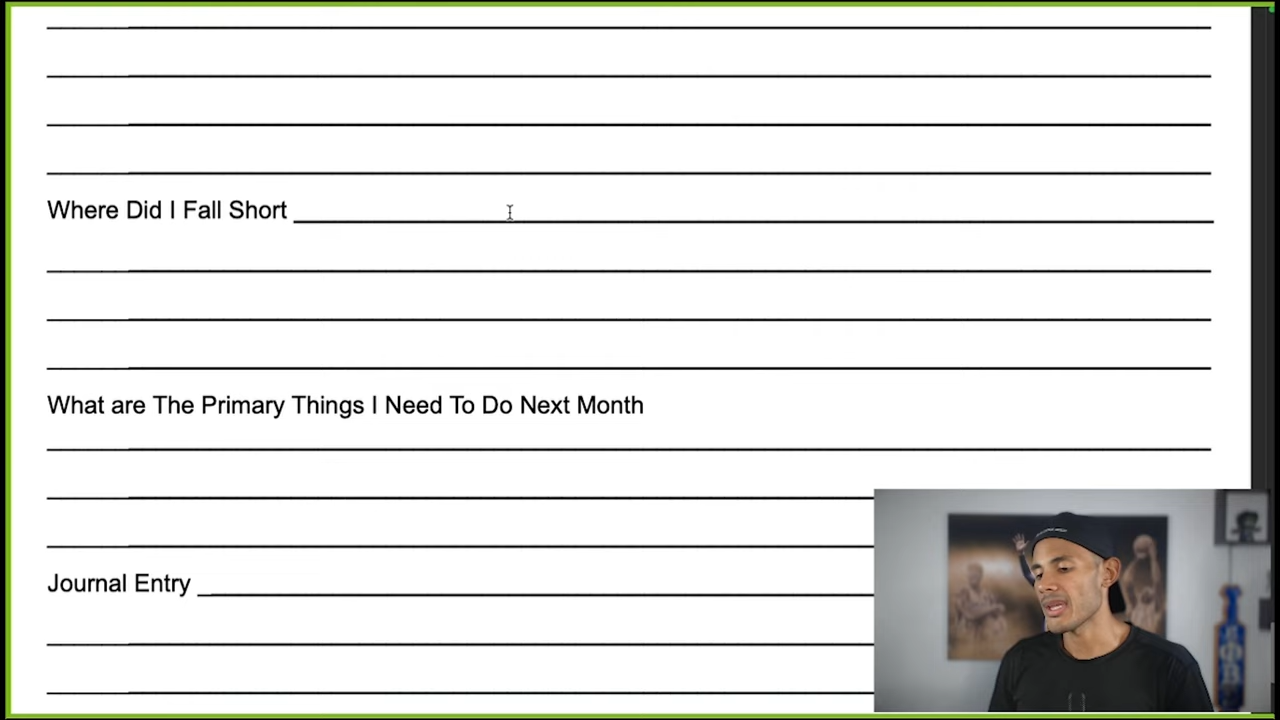 Where Did I Fall Short
What are The Primary Things I Need To Do Next Month
Journal Entry